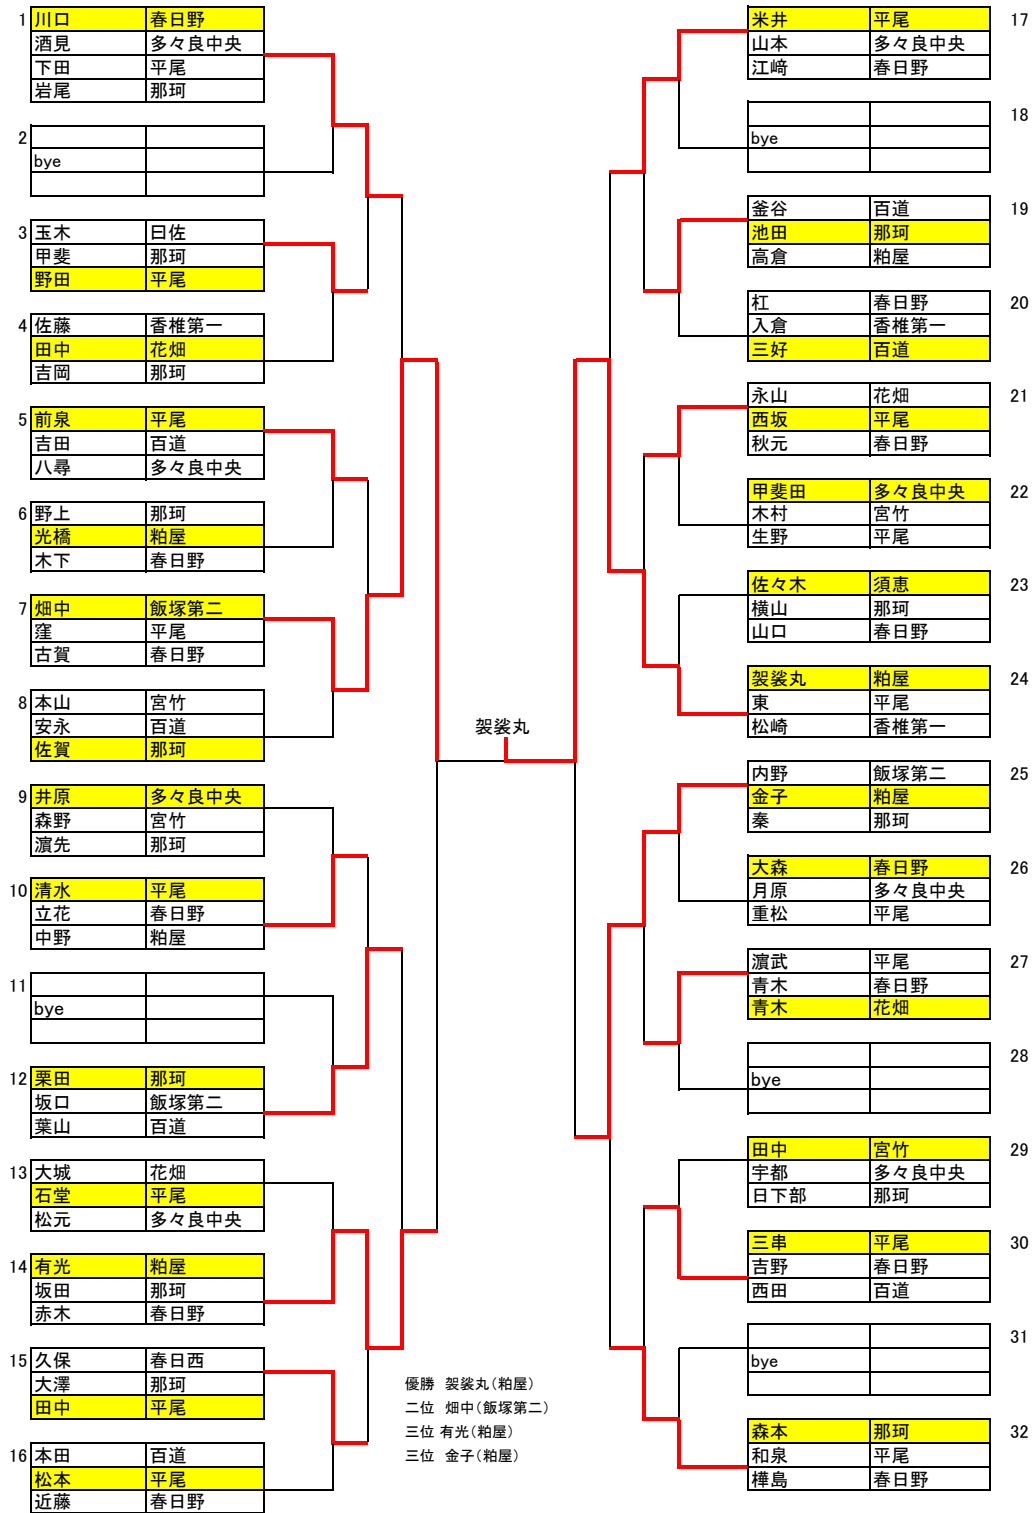 1 川口 春日野
酒見 多々良中央
下田 平尾
岩尾 那珂
2
bye
3 玉木 曰佐
甲斐 那珂
野田 平尾
4 佐藤 香椎第一
田中 花畑
吉岡 那珂
5 前泉 平尾
吉田 百道
八尋 多々良中央
6 野上 那珂
光橋 粕屋
木下 春日野
7 畑中 飯塚第二
窪 平尾
古賀 春日野
8 本山 宮竹
安永 百道
佐賀 那珂
9 井原 多々良中央
森野 宮竹
濵先 那珂
10 清水 平尾
立花 春日野
中野 粕屋
11
bye
12 栗田 那珂
坂口 飯塚第二
葉山 百道
13 大城 花畑
石堂 平尾
松元 多々良中央
14 有光 粕屋
坂田 那珂
赤木 春日野
15 久保 春日西
大澤 那珂
田中 平尾
16 本田 百道
松本 平尾
近藤 春日野
袈裟丸
優勝 袈裟丸(粕屋)
二位 畑中(飯塚第二)
三位 有光(粕屋)
三位 金子(粕屋)
米井 平尾 17
山本 多々良中央
江﨑 春日野
18
bye
釜谷 百道 19
池田 那珂
高倉 粕屋
杠 春日野 20
入倉 香椎第一
三好 百道
永山 花畑 21
西坂 平尾
秋元 春日野
甲斐田 多々良中央 22
木村 宮竹
生野 平尾
佐々木 須恵 23
横山 那珂
山口 春日野
袈裟丸 粕屋 24
東 平尾
松崎 香椎第一
内野 飯塚第二 25
金子 粕屋
秦 那珂
大森 春日野 26
月原 多々良中央
重松 平尾
濵武 平尾 27
青木 春日野
青木 花畑
28
bye
田中 宮竹 29
宇都 多々良中央
日下部 那珂
三串 平尾 30
吉野 春日野
西田 百道
31
bye
森本 那珂 32
和泉 平尾
樺島 春日野